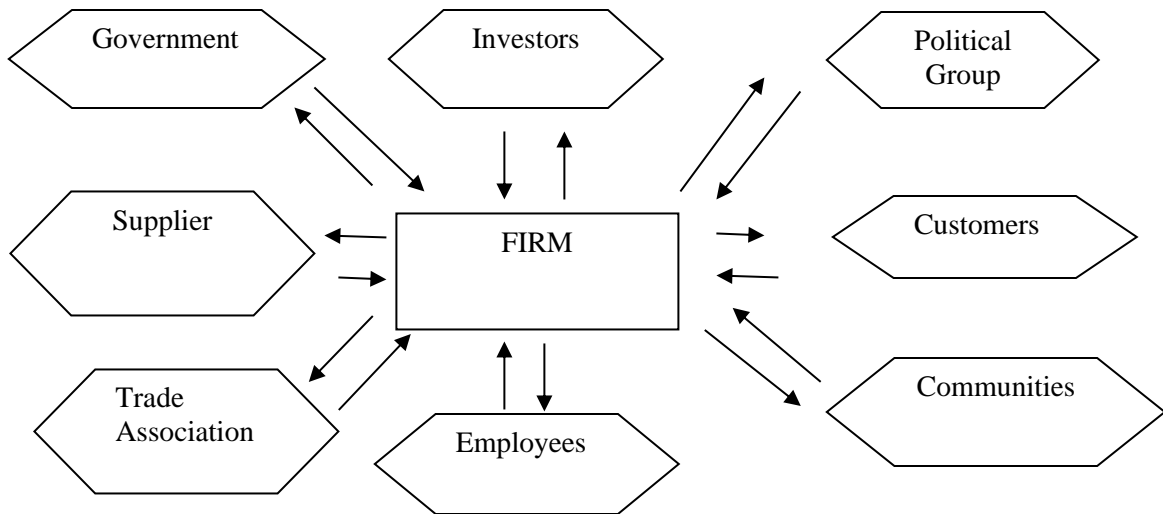 Government
Investors
Political
Group
Supplier
FIRM
Customers
Trade
Association
Employees
Communities